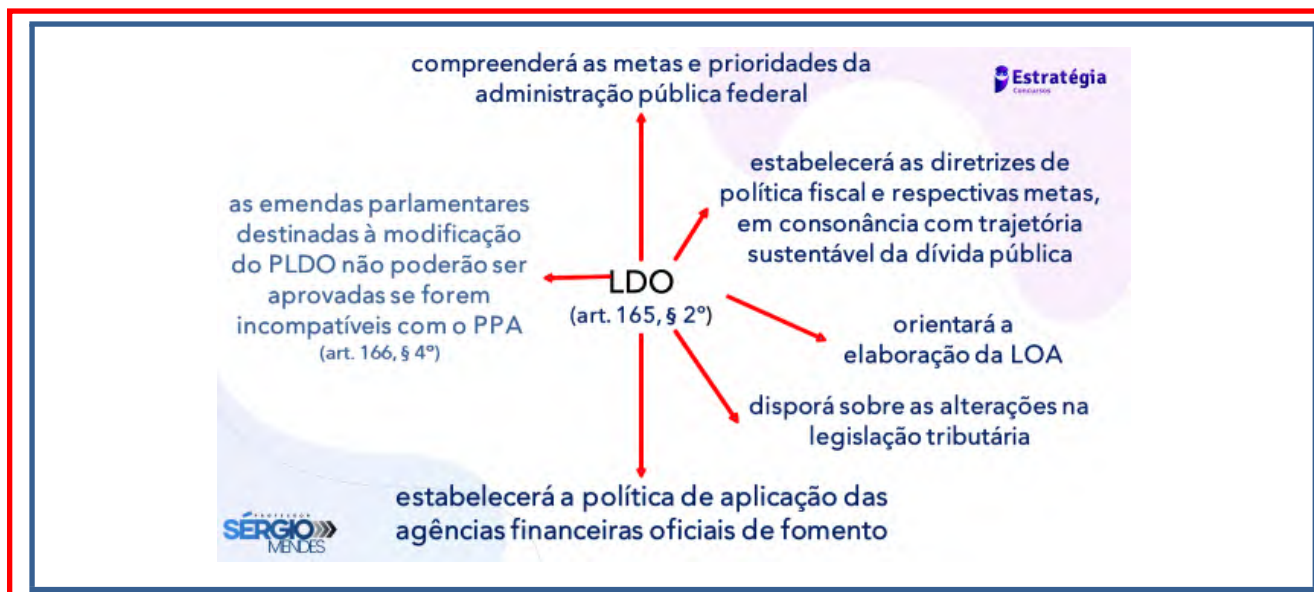 compreenderá as metas e prioridades da
administração pública federal
Estratégia
Concursos
estabelecerá as diretrizes de
política fiscal e respectivas metas,
em consonância com trajetória
sustentável da dívida pública
as emendas parlamentares
destinadas à modificação
do PLDO não poderão ser
aprovadas se forem
incompatíveis com o PPA
(art. 166, § 4º)
LDO
(art. 165, § 2º)
orientará a
elaboração da LOA
disporá sobre as alterações na
legislação tributária
estabelecerá a política de aplicação das
agências financeiras oficiais de fomento
PROFESSOR
SÉRGIO
MENDES